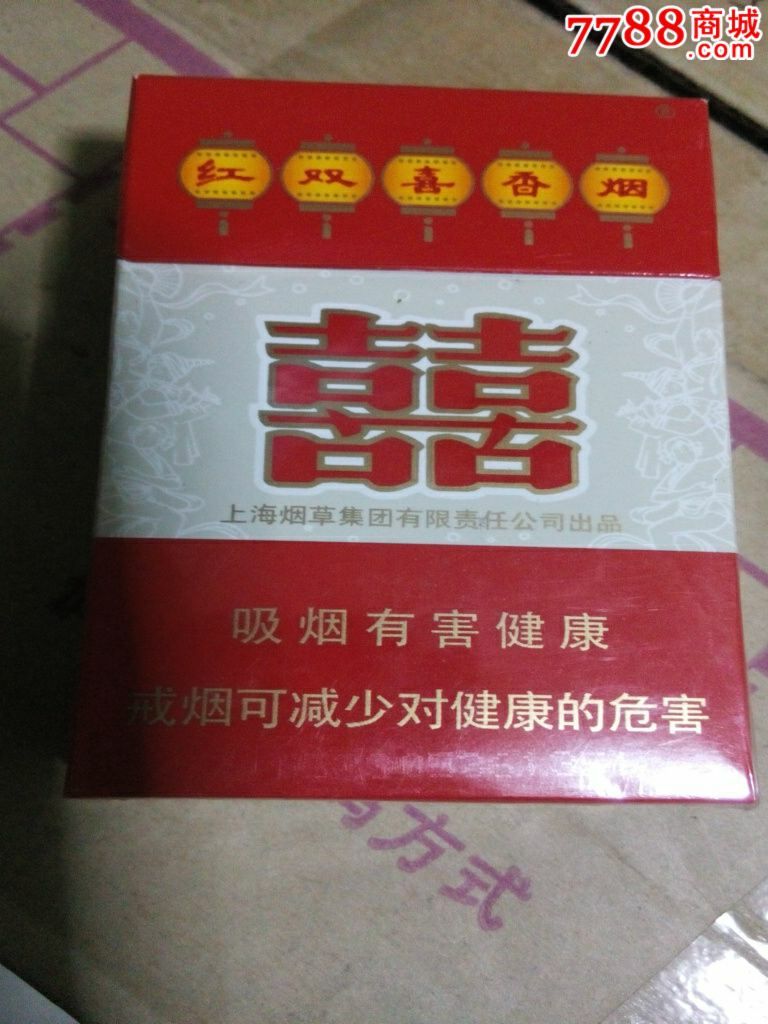 7788商城
.com
红双喜香烟
囍
上海烟草集团有限责任公司出品
吸烟有害健康
戒烟可减少对健康的危害
方式